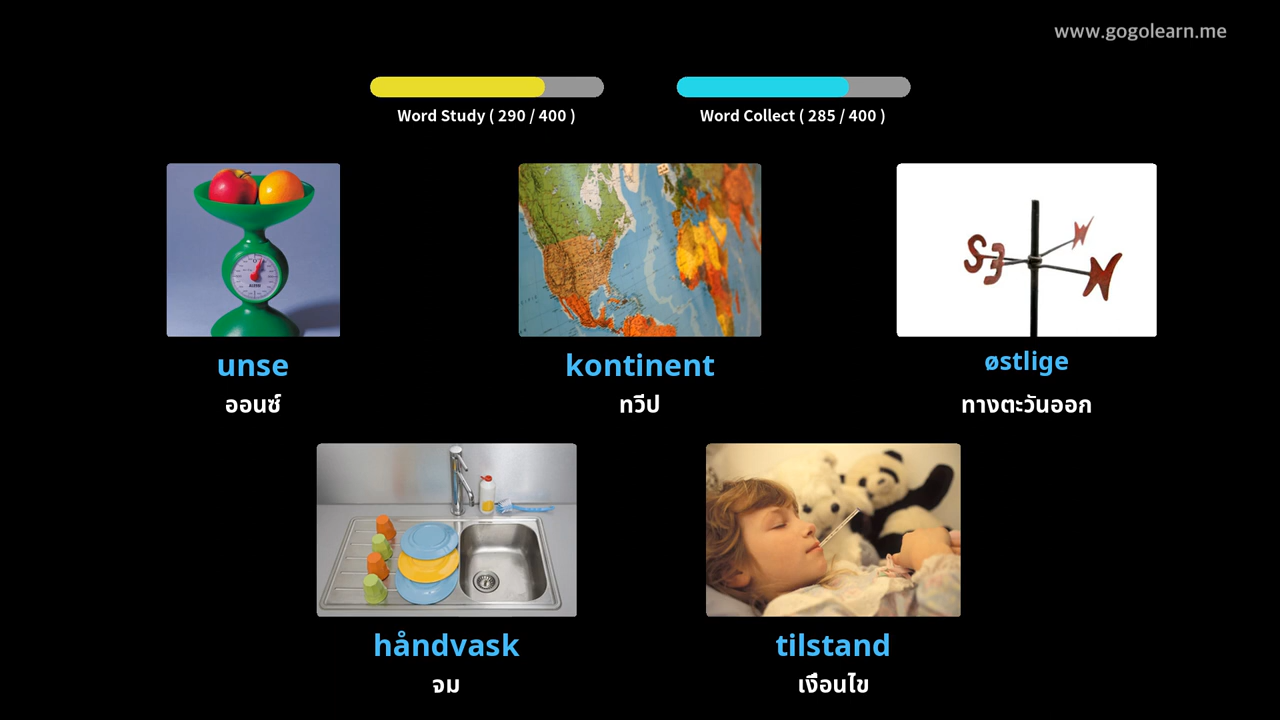 www.gogolearn.me
Word Study ( 290 / 400 )
Word Collect ( 285 / 400 )
unse
kontinent
østlige
ออนซ์
ทวีป
ทางตะวันออก
håndvask
tilstand
จม
เงื่อนไข